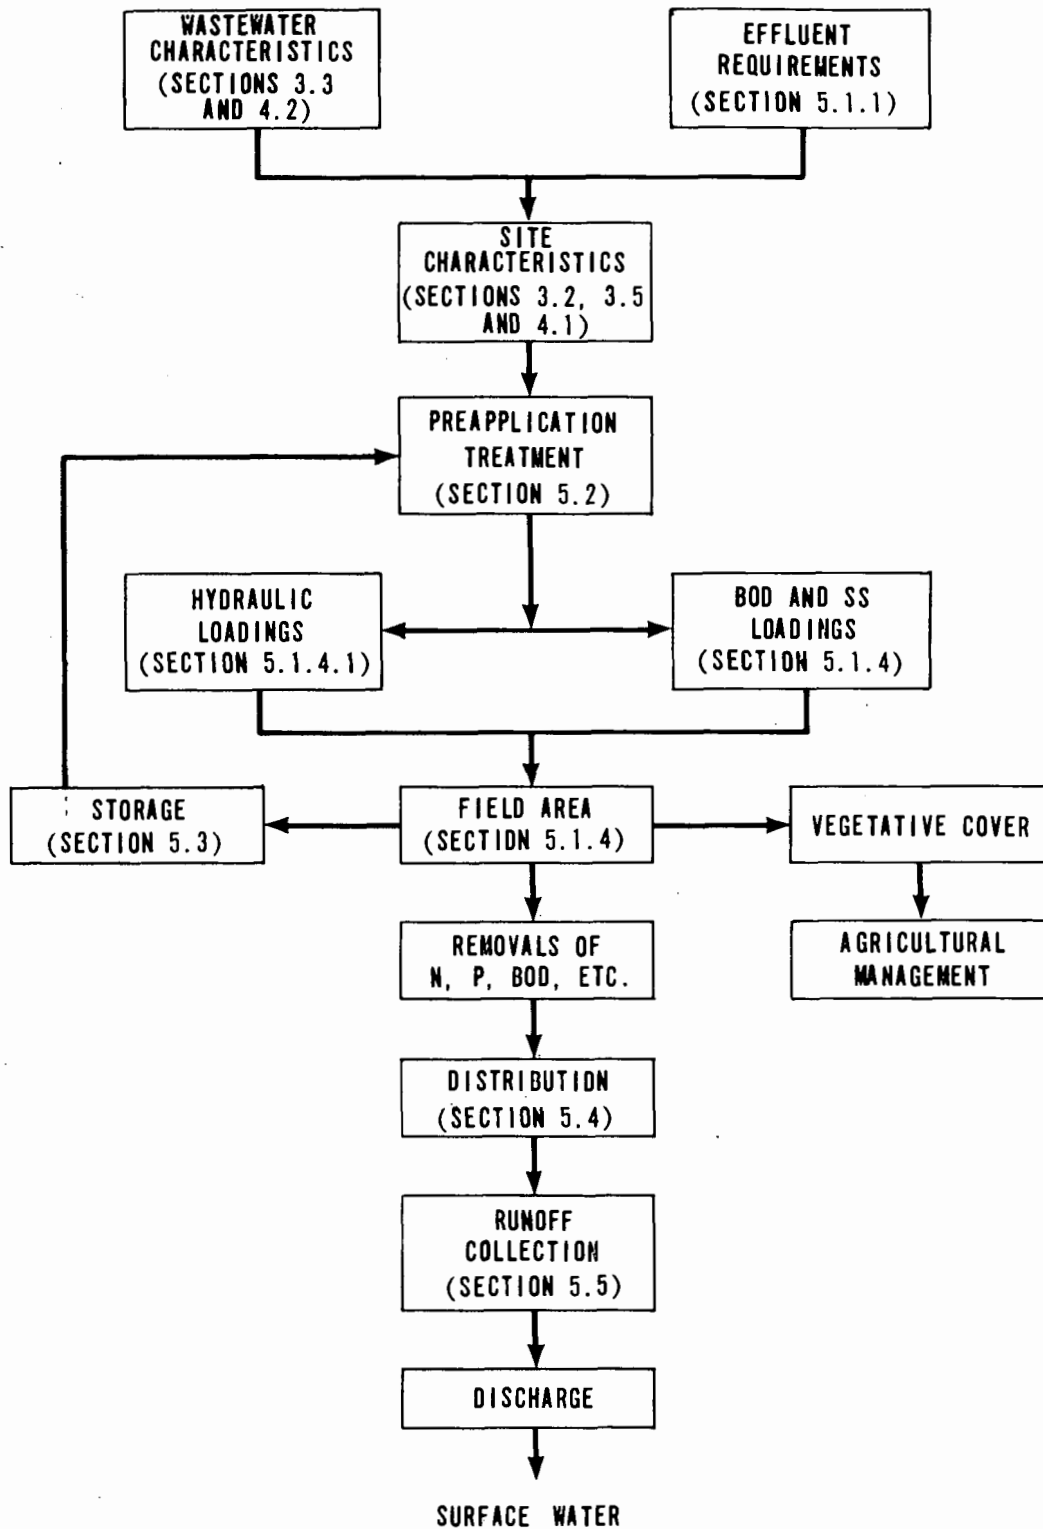 WASTEWATER
CHARACTERISTICS
(SECTIONS 3.3
AND 4.2)
EFFLUENT
REQUIREMENTS
(SECTION 5.1.1)
SITE
CHARACTERISTICS
(SECTIONS 3.2, 3.5
AND 4.1)
PREAPPLICATION
TREATMENT
(SECTION 5.2)
HYDRAULIC
LOADINGS
(SECTION 5.1.4.1)
BOD AND SS
LOADINGS
(SECTION 5.1.4)
STORAGE
(SECTION 5.3)
FIELD AREA
(SECTIDN 5.1.4)
VEGETATIVE COVER
REMOVALS OF
N, P, BOD, ETC.
AGRICULTURAL
MANAGEMENT
DISTRIBUTION
(SECTION 5.4)
RUNOFF
COLLECTION
(SECTION 5.5)
DISCHARGE
SURFACE WATER